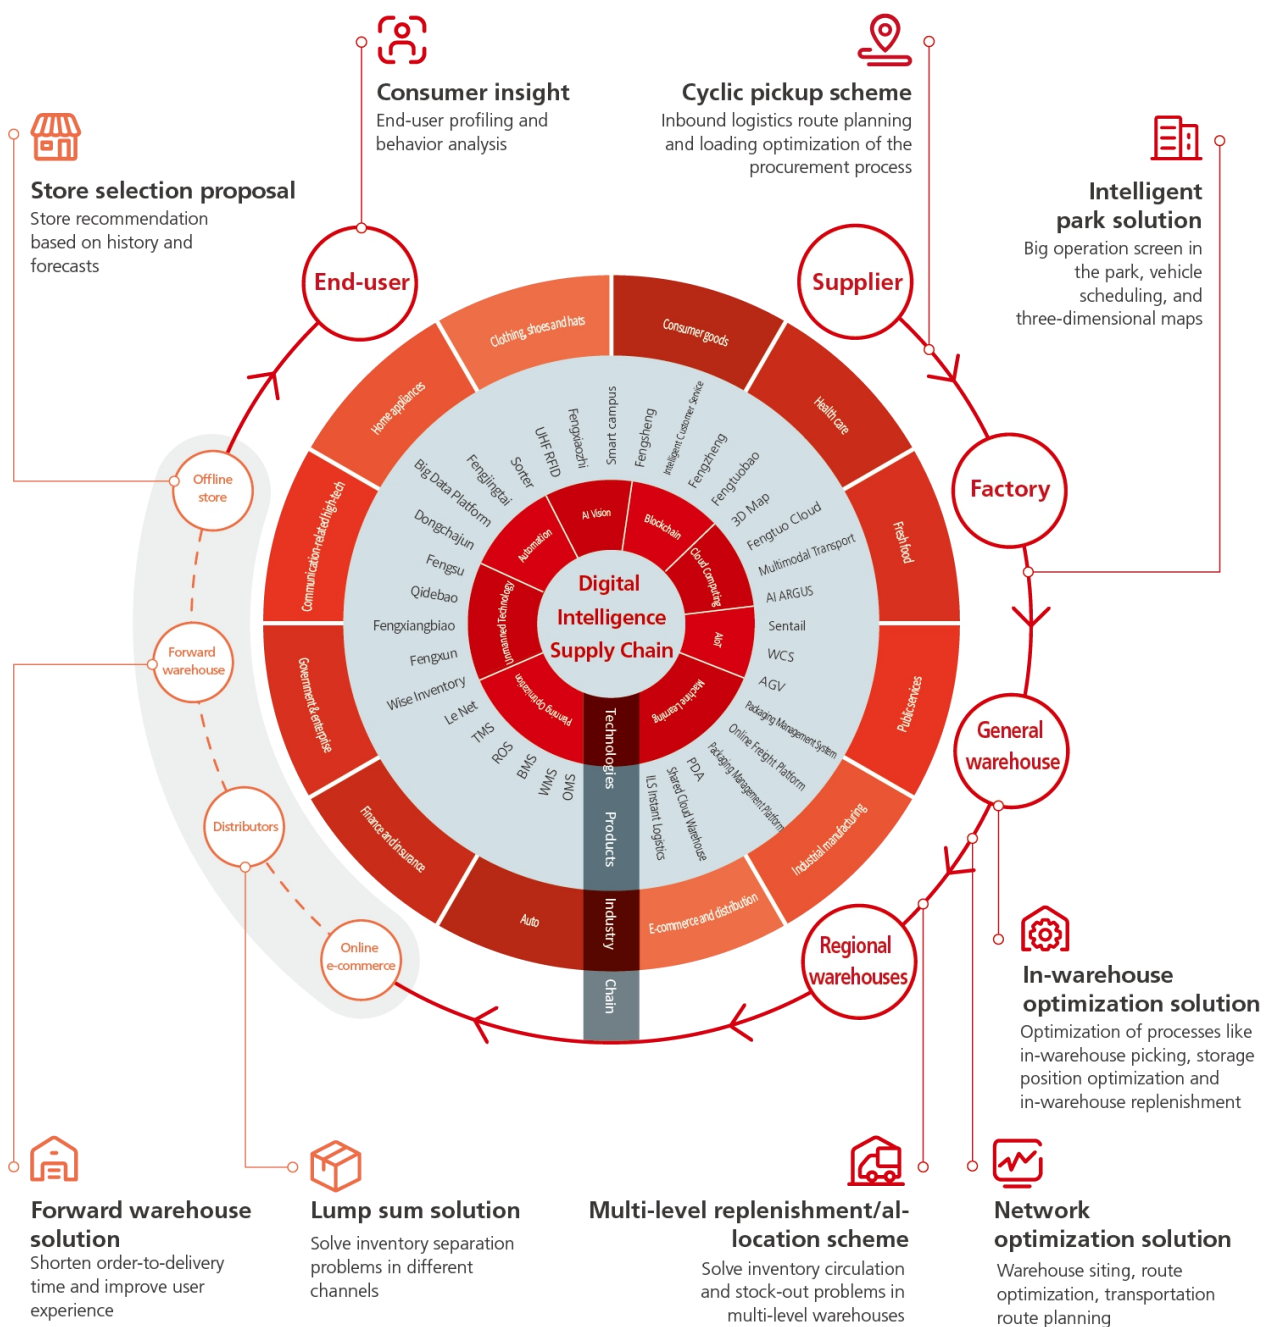 Consumer insight
End-user profiling and
behavior analysis
Cyclic pickup scheme
Inbound logistics route planning
and loading optimization of the
procurement process
Store selection proposal
Store recommendation
based on history and
forecasts
Intelligent
park solution
Big operation screen in
the park, vehicle
scheduling, and
three-dimensional maps
End-user
Supplier
Factory
General
warehouse
Regional
warehouses
Online
e-commerce
Distributors
Forward
warehouse
Offline
store
Clothing, shoes and hats
Consumer goods
Health care
Fresh food
Public services
Industrial manufacturing
E-commerce and distribution
Auto
Finance and insurance
Government & enterprise
Communication-related high-tech
Home appliances
Smart campus
Fengsheng
Intelligent Customer Service
Fengzheng
Fengtuobao
3D Map
Fengtuo Cloud
Multimodal Transport
AI ARGUS
Sentail
WCS
AGV
Packaging Management System
Online Freight Platform
Packaging Management Platform
PDA
Shared Cloud Warehouse
ILS Instant Logistics
OMS
WMS
BMS
ROS
TMS
Le Net
Wise Inventory
Fengxun
Fengxiangbiao
Qidebao
Fengsu
Dongchajun
Big Data Platform
Fengjingtai
Sorter
UHF RFID
Fengxiaozhi
AI Vision
Blockchain
Cloud Computing
AIoT
Machine Learning
Planning Optimization
Unmanned Technology
Automation
Digital
Intelligence
Supply Chain
Technologies
Products
Industry
Chain
In-warehouse
optimization solution
Optimization of processes like
in-warehouse picking, storage
position optimization and
in-warehouse replenishment
Forward warehouse
solution
Shorten order-to-delivery
time and improve user
experience
Lump sum solution
Solve inventory separation
problems in different
channels
Multi-level replenishment/al-
location scheme
Solve inventory circulation
and stock-out problems in
multi-level warehouses
Network
optimization solution
Warehouse siting, route
optimization, transportation
route planning